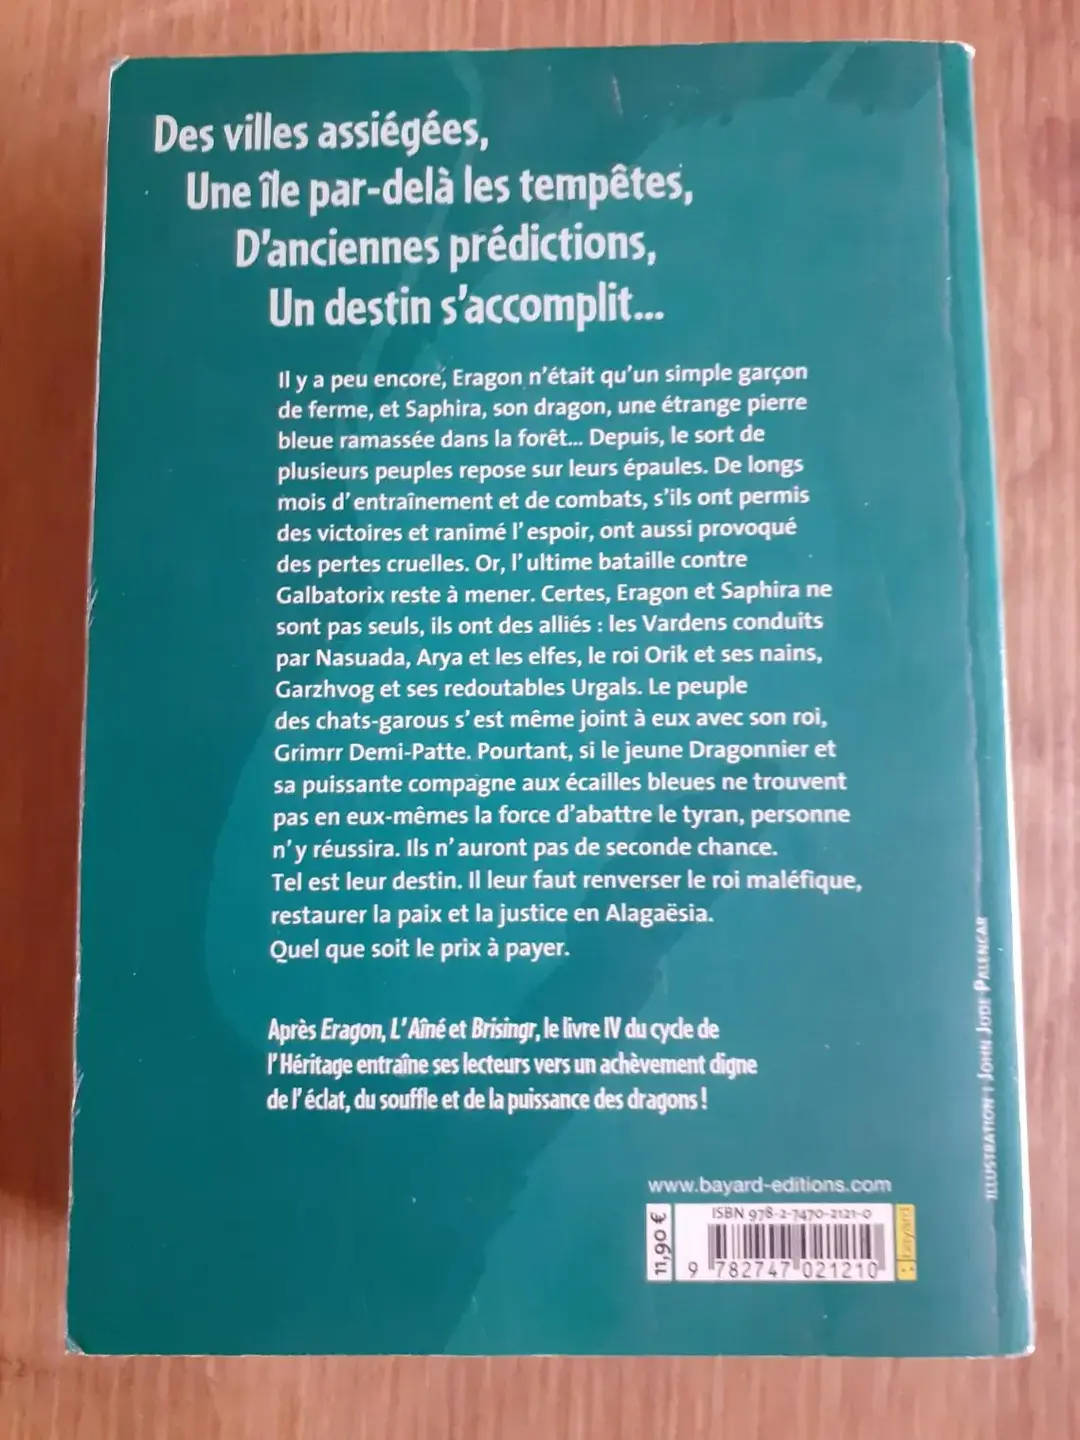 Des villes assiégées,
Une île par-delà les tempêtes,
D'anciennes prédictions,
Un destin s'accomplit...
Il y a peu encore, Eragon n'était qu'un simple garçon
de ferme, et Saphira, son dragon, une étrange pierre
bleue ramassée dans la forêt... Depuis, le sort de
plusieurs peuples repose sur leurs épaules. De longs
mois d'entraînement et de combats, s'ils ont permis
des victoires et ranimé l'espoir, ont aussi provoqué
des pertes cruelles. Or, l'ultime bataille contre
Galbatorix reste à mener. Certes, Eragon et Saphira ne
sont pas seuls, ils ont des alliés : les Vardens conduits
par Nasuada, Arya et les elfes, le roi Orik et ses nains,
Garzhvog et ses redoutables Urgals. Le peuple
des chats-garous s'est même joint à eux avec son roi,
Grimrr Demi-Patte. Pourtant, si le jeune Dragonnier et
sa puissante compagne aux écailles bleues ne trouvent
pas en eux-mêmes la force d'abattre le tyran, personne
n'y réussira. Ils n'auront pas de seconde chance.
Tel est leur destin. Il leur faut renverser le roi maléfique,
restaurer la paix et la justice en Alagaësia.
Quel que soit le prix à payer.
Après Eragon, L'Aîné et Brisingr, le livre IV du cycle de
l'Héritage entraîne ses lecteurs vers un achèvement digne
de l'éclat, du souffle et de la puissance des dragons !
ILLUSTRATION : JOHN JUDE PALENCAR
www.bayard-editions.com
ISBN 978-2-7470-2121-0
11,90 €
9 782747 021210
bayard